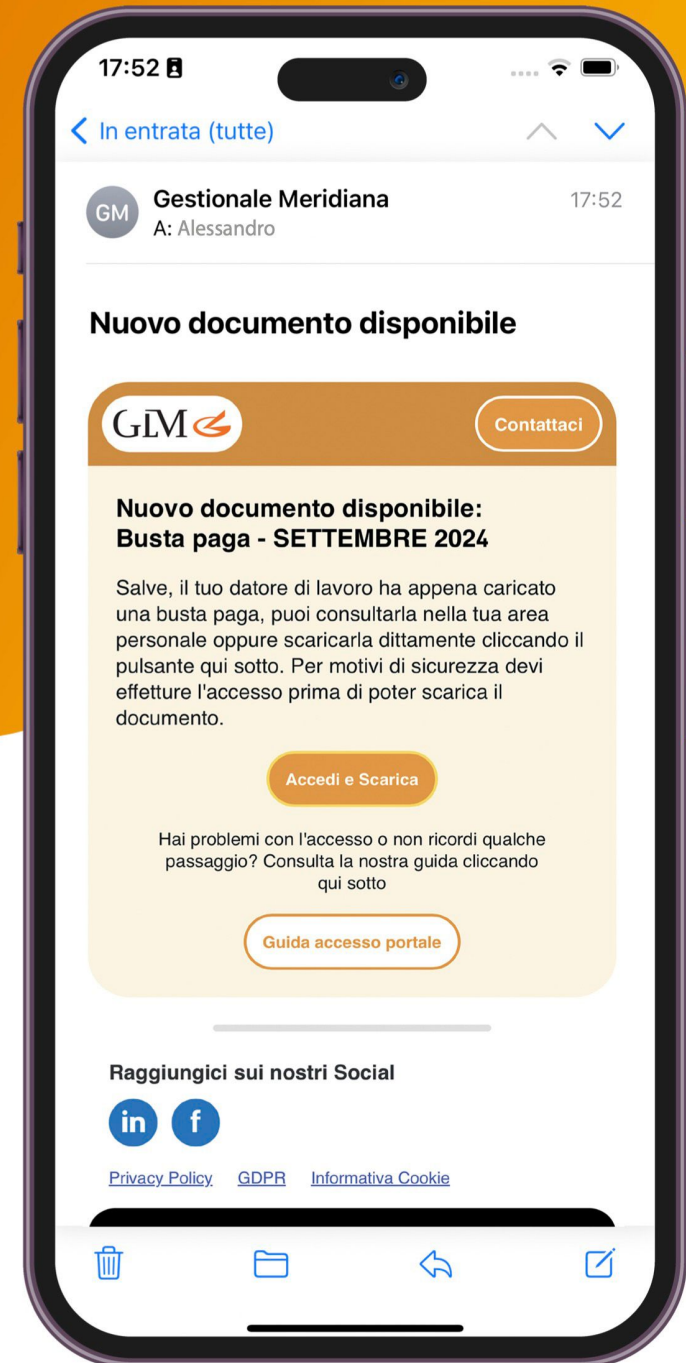 17:52
In entrata (tutte)
GM
Gestionale Meridiana
17:52
A: Alessandro
Nuovo documento disponibile
GLM
Contattaci
Nuovo documento disponibile:
Busta paga - SETTEMBRE 2024
Salve, il tuo datore di lavoro ha appena caricato
una busta paga, puoi consultarla nella tua area
personale oppure scaricarla dittamente cliccando il
pulsante qui sotto. Per motivi di sicurezza devi
effetture l'accesso prima di poter scarica il
documento.
Accedi e Scarica
Hai problemi con l'accesso o non ricordi qualche
passaggio? Consulta la nostra guida cliccando
qui sotto
Guida accesso portale
Raggiungici sui nostri Social
in f
Privacy Policy GDPR Informativa Cookie